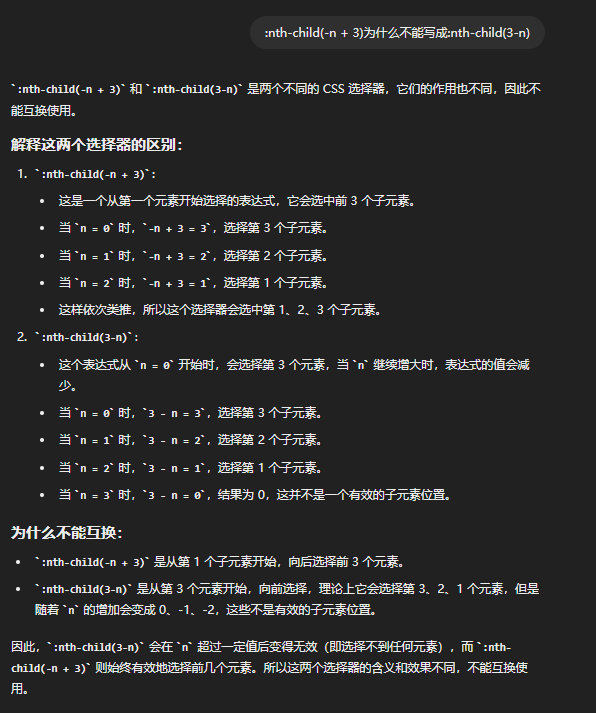 :nth-child(-n + 3)为什么不能写成:nth-child(3-n)
`:nth-child(-n + 3)` 和 `:nth-child(3-n)` 是两个不同的 CSS 选择器，它们的作用也不同，因此不
能互换使用。
解释这两个选择器的区别：
1. `:nth-child(-n + 3)`：
• 这是一个从第一个元素开始选择的表达式，它会选中前 3 个子元素。
• 当 `n = 0` 时，`-n + 3 = 3`，选择第 3 个子元素。
• 当 `n = 1` 时，`-n + 3 = 2`，选择第 2 个子元素。
• 当 `n = 2` 时，`-n + 3 = 1`，选择第 1 个子元素。
• 这样依次类推，所以这个选择器会选中第 1、2、3 个子元素。
2. `:nth-child(3-n)`：
• 这个表达式从 `n = 0` 开始时，会选择第 3 个元素，当 `n` 继续增大时，表达式的值会减
少。
• 当 `n = 0` 时，`3 - n = 3`，选择第 3 个子元素。
• 当 `n = 1` 时，`3 - n = 2`，选择第 2 个子元素。
• 当 `n = 2` 时，`3 - n = 1`，选择第 1 个子元素。
• 当 `n = 3` 时，`3 - n = 0`，结果为 0，这并不是一个有效的子元素位置。
为什么不能互换：
• `:nth-child(-n + 3)` 是从第 1 个子元素开始，向后选择前 3 个元素。
• `:nth-child(3-n)` 是从第 3 个元素开始，向前选择，理论上它会选择第 3、2、1 个元素，但是
随着 `n` 的增加会变成 0、-1、-2，这些不是有效的子元素位置。
因此，`:nth-child(3-n)` 会在 `n` 超过一定值后变得无效（即选择不到任何元素），而 `:nth-
child(-n + 3)` 则始终有效地选择前几个元素。所以这两个选择器的含义和效果不同，不能互换使
用。